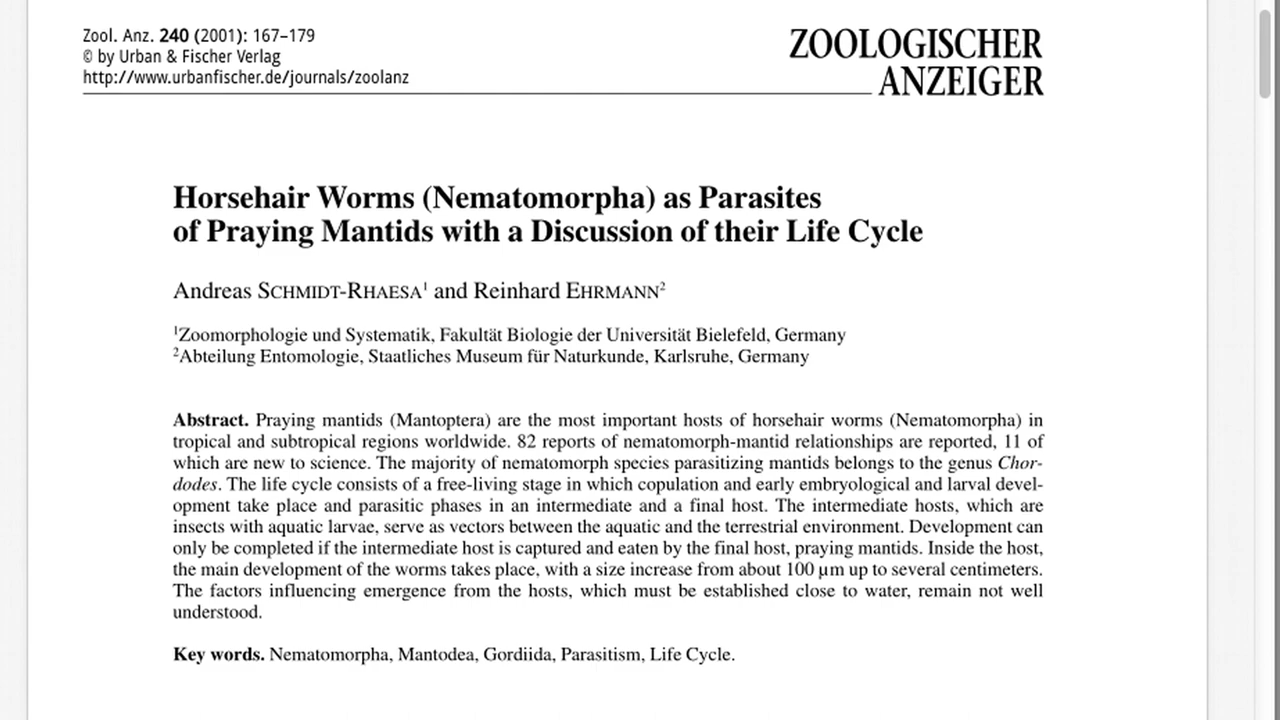 Zool. Anz. 240 (2001): 167–179
© by Urban & Fischer Verlag
http://www.urbanfischer.de/journals/zoolanz
ZOOLOGISCHER
ANZEIGER
Horsehair Worms (Nematomorpha) as Parasites
of Praying Mantids with a Discussion of their Life Cycle
Andreas SCHMIDT-RHAESA¹ and Reinhard EHRMANN²
¹Zoomorphologie und Systematik, Fakultät Biologie der Universität Bielefeld, Germany
²Abteilung Entomologie, Staatliches Museum für Naturkunde, Karlsruhe, Germany
Abstract. Praying mantids (Mantoptera) are the most important hosts of horsehair worms (Nematomorpha) in
tropical and subtropical regions worldwide. 82 reports of nematomorph-mantid relationships are reported, 11 of
which are new to science. The majority of nematomorph species parasitizing mantids belongs to the genus Chor-
dodes. The life cycle consists of a free-living stage in which copulation and early embryological and larval devel-
opment take place and parasitic phases in an intermediate and a final host. The intermediate hosts, which are
insects with aquatic larvae, serve as vectors between the aquatic and the terrestrial environment. Development can
only be completed if the intermediate host is captured and eaten by the final host, praying mantids. Inside the host,
the main development of the worms takes place, with a size increase from about 100 µm up to several centimeters.
The factors influencing emergence from the hosts, which must be established close to water, remain not well
understood.
Key words. Nematomorpha, Mantodea, Gordiida, Parasitism, Life Cycle.